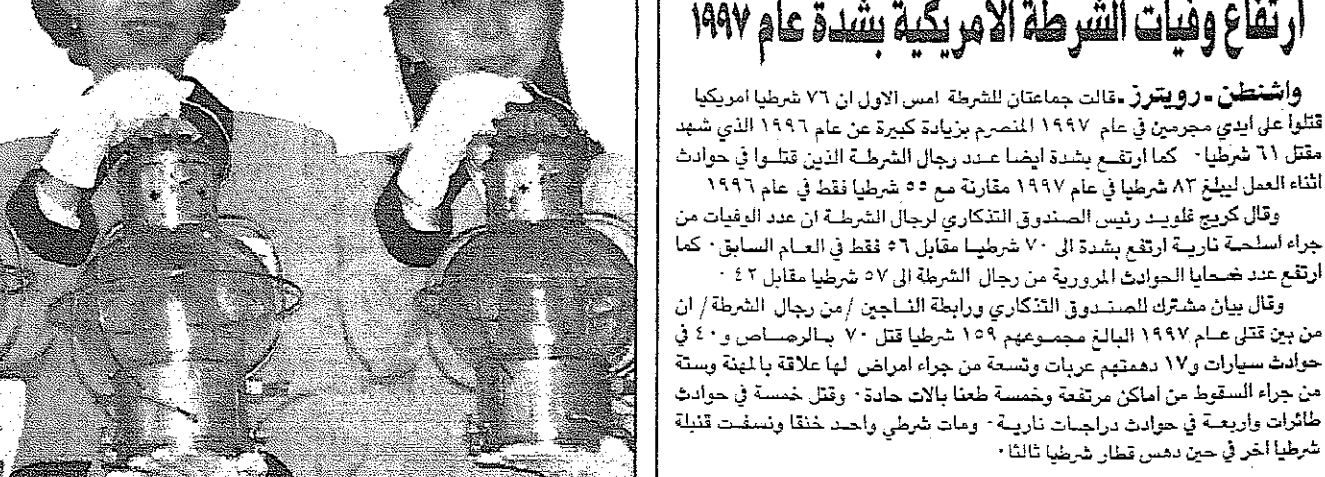 ارتفاع وفيات الشرطة الأمريكية بشدة عام ١٩٩٧
واشنطن - رويترز - قالت جماعتان للشرطة امس الاول ان ٧٦ شرطيا امريكيا
قتلوا على ايدي مجرمين في عام ١٩٩٧ المنصرم بزيادة كبيرة عن عام ١٩٩٦ الذي شهد
مقتل ٦١ شرطيا · كما ارتفع بشدة ايضا عدد رجال الشرطة الذين قتلوا في حوادث
اثناء العمل ليبلغ ٨٣ شرطيا في عام ١٩٩٧ مقارنة مع ٥٥ شرطيا فقط في عام ١٩٩٦
وقال كريج فلويد رئيس الصندوق التذكاري لرجال الشرطة ان عدد الوفيات من
جراء اسلحة نارية ارتفع بشدة الى ٧٠ شرطيا مقابل ٥٦ فقط في العام السابق · كما
ارتفع عدد ضحايا الحوادث المرورية من رجال الشرطة الى ٥٧ شرطيا مقابل ٤٢ ·
وقال بيان مشترك للصندوق التذكاري ورابطة الناجين /من رجال الشرطة/ ان
من بين قتلى عام ١٩٩٧ البالغ مجموعهم ١٥٩ شرطيا قتل ٧٠ بالرصاص و٤٠ في
حوادث سيارات و١٧ دهمتهم عربات وتسعة من جراء امراض لها علاقة بالمهنة وستة
من جراء السقوط من اماكن مرتفعة وخمسة طعنا بالات حادة · وقتل خمسة في حوادث
طائرات واربعة في حوادث دراجات نارية · ومات شرطي واحد خنقا ونسفت قنبلة
شرطيا اخر في حين دهس قطار شرطيا ثالثا ·